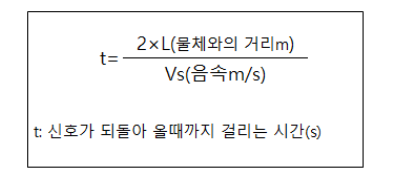 t= 2×L(물체와의 거리m)
Vs(음속m/s)
t: 신호가 되돌아 올때까지 걸리는 시간(s)